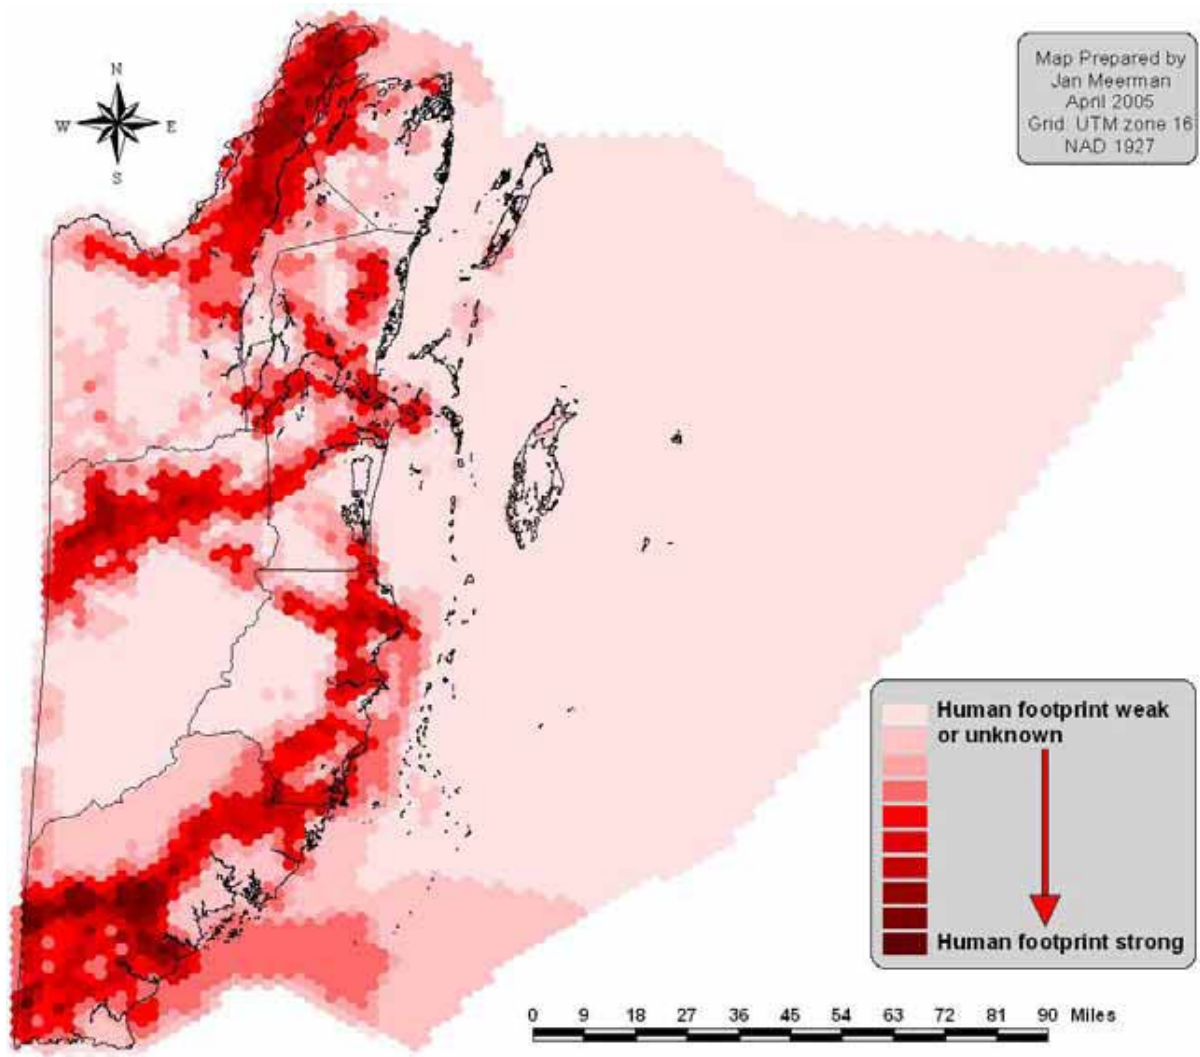 Map Prepared by
Jan Meerman
April 2005
Grid: UTM zone 16
NAD 1927
N
W E
S
Human footprint weak
or unknown
Human footprint strong
0 9 18 27 36 45 54 63 72 81 90 Miles